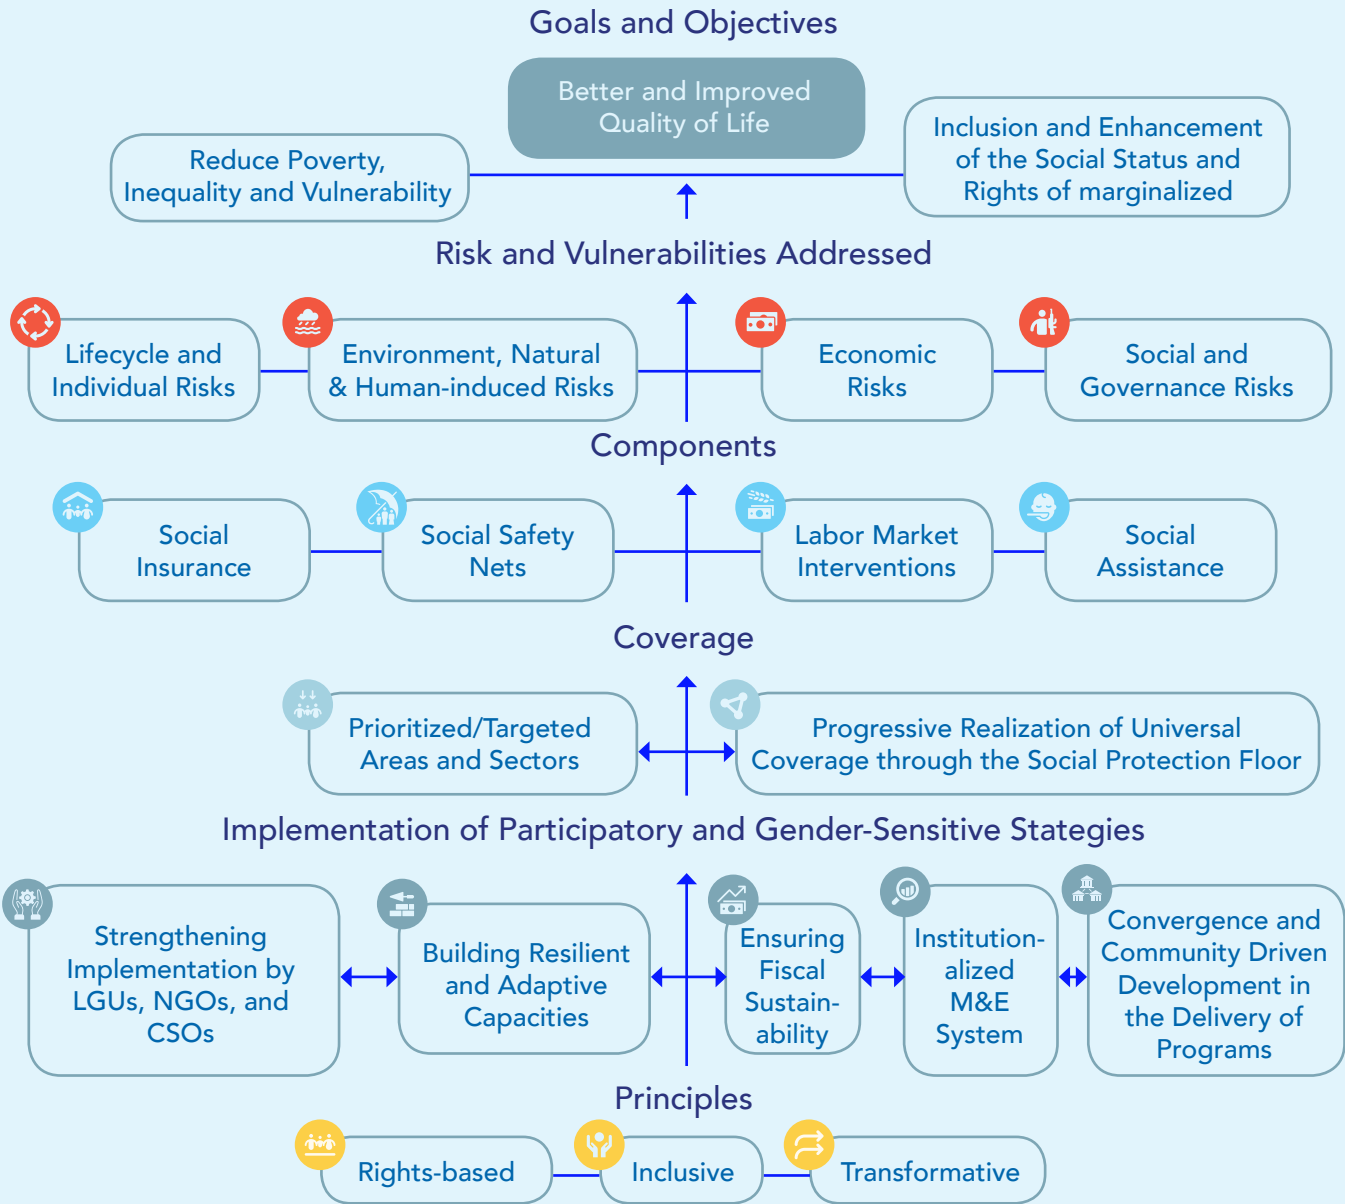 Goals and Objectives
Better and Improved
Quality of Life
Reduce Poverty,
Inequality and Vulnerability
Inclusion and Enhancement
of the Social Status and
Rights of marginalized
Risk and Vulnerabilities Addressed
Lifecycle and
Individual Risks
Environment, Natural
& Human-induced Risks
Economic
Risks
Social and
Governance Risks
Components
Social
Insurance
Social Safety
Nets
Labor Market
Interventions
Social
Assistance
Coverage
Prioritized/Targeted
Areas and Sectors
Progressive Realization of Universal
Coverage through the Social Protection Floor
Implementation of Participatory and Gender-Sensitive Stategies
Strengthening
Implementation by
LGUs, NGOs, and
CSOs
Building Resilient
and Adaptive
Capacities
Ensuring
Fiscal
Sustain-
ability
Institution-
alized
M&E
System
Convergence and
Community Driven
Development in
the Delivery of
Programs
Principles
Rights-based
Inclusive
Transformative